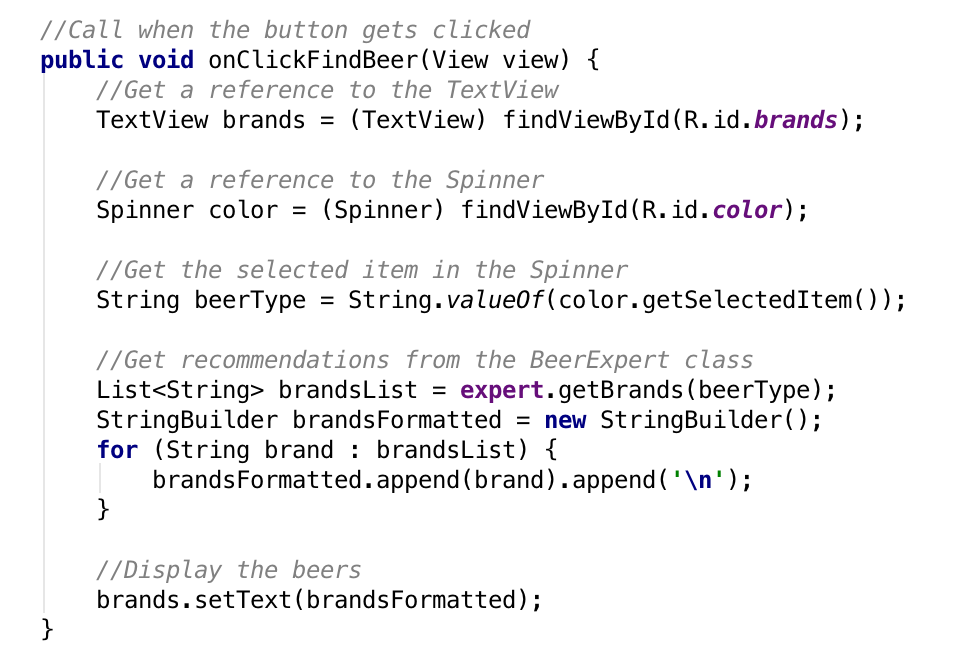 //Call when the button gets clicked
public void onClickFindBeer(View view) {
    //Get a reference to the TextView
    TextView brands = (TextView) findViewById(R.id.brands);

    //Get a reference to the Spinner
    Spinner color = (Spinner) findViewById(R.id.color);

    //Get the selected item in the Spinner
    String beerType = String.valueOf(color.getSelectedItem());

    //Get recommendations from the BeerExpert class
    List<String> brandsList = expert.getBrands(beerType);
    StringBuilder brandsFormatted = new StringBuilder();
    for (String brand : brandsList) {
        brandsFormatted.append(brand).append('\n');
    }

    //Display the beers
    brands.setText(brandsFormatted);
}